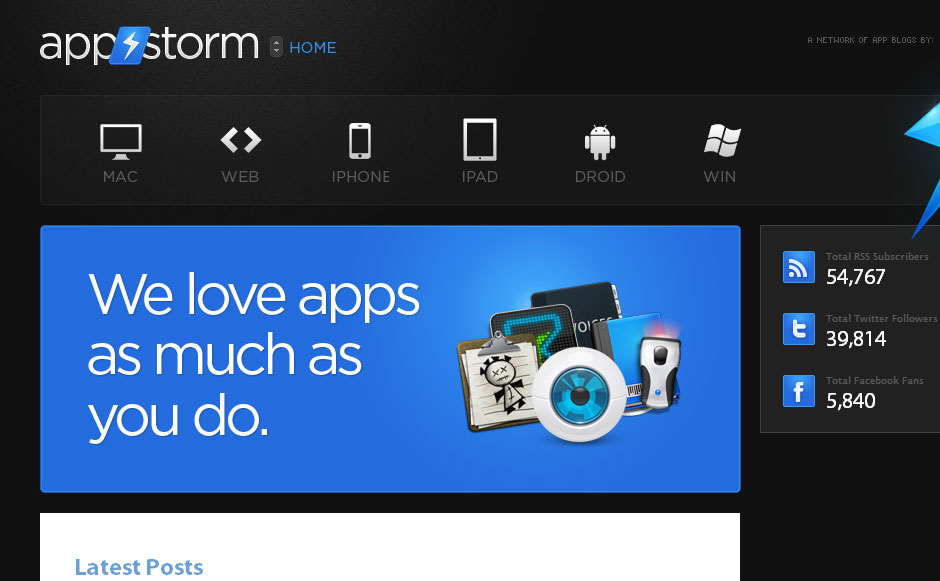 appstorm HOME
A NETWORK OF APP BLOGS BY:
MAC WEB IPHONE IPAD DROID WIN
We love apps
as much as
you do.
Total RSS Subscribers
54,767
Total Twitter Followers
39,814
Total Facebook Fans
5,840
Latest Posts